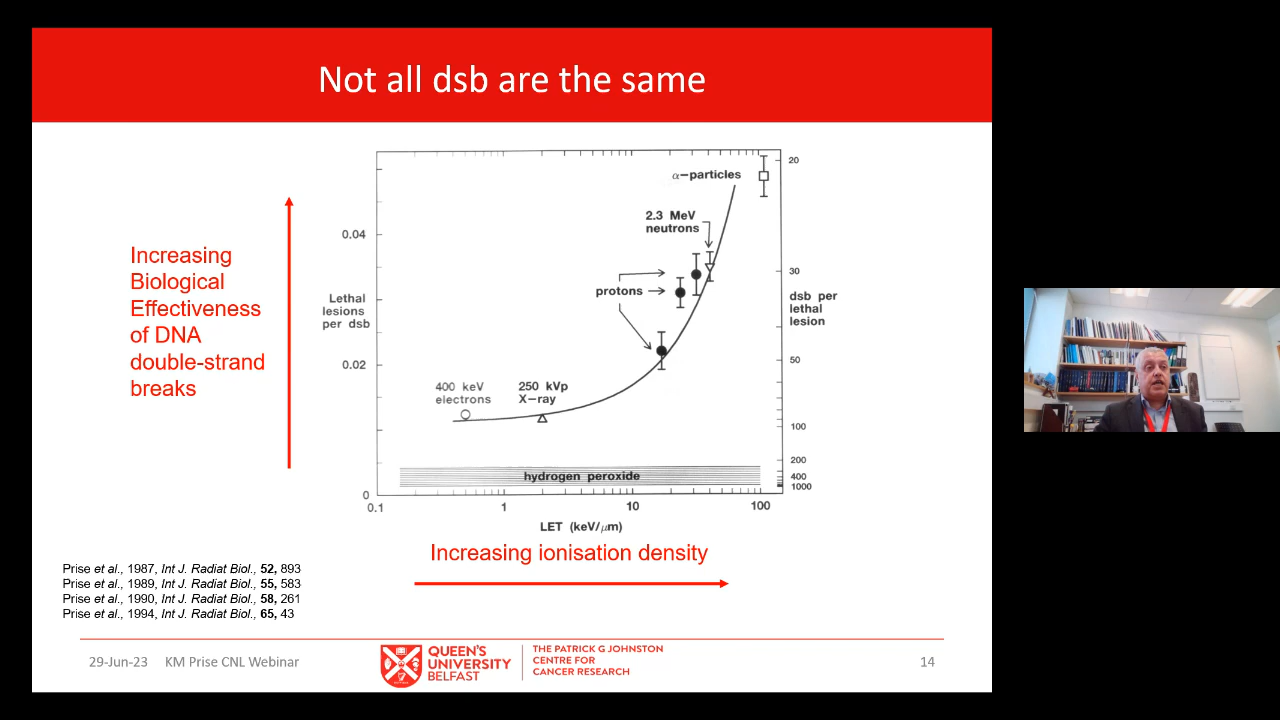 Not all dsb are the same
Increasing
Biological
Effectiveness
of DNA
double-strand
breaks
0.04
Lethal
lesions
per dsb
0.02
0
α-particles
2.3 MeV
neutrons
protons
400 keV
electrons
250 kVp
X-ray
hydrogen peroxide
20
30
dsb per
lethal
lesion
50
100
200
400
1000
0.1
1
10
100
LET (keV/μm)
Increasing ionisation density
Prise et al., 1987, Int J. Radiat Biol., 52, 893
Prise et al., 1989, Int J. Radiat Biol., 55, 583
Prise et al., 1990, Int J. Radiat Biol., 58, 261
Prise et al., 1994, Int J. Radiat Biol., 65, 43
29-Jun-23 KM Prise CNL Webinar
QUEEN'S
UNIVERSITY
BELFAST
THE PATRICK G JOHNSTON
CENTRE FOR
CANCER RESEARCH
14